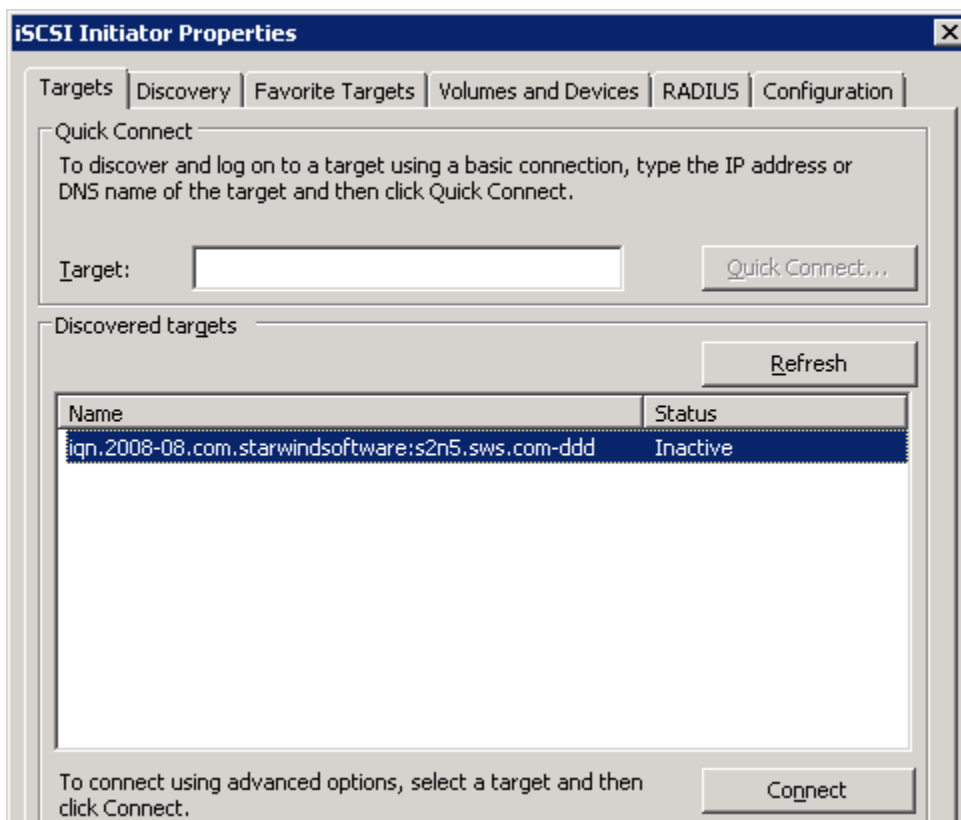 iSCSI Initiator Properties
Targets Discovery Favorite Targets Volumes and Devices RADIUS Configuration
Quick Connect
To discover and log on to a target using a basic connection, type the IP address or
DNS name of the target and then click Quick Connect.
Target:
Quick Connect...
Discovered targets
Refresh
Name Status
iqn.2008-08.com.starwindsoftware:s2n5.sws.com-ddd Inactive
To connect using advanced options, select a target and then
click Connect.
Connect